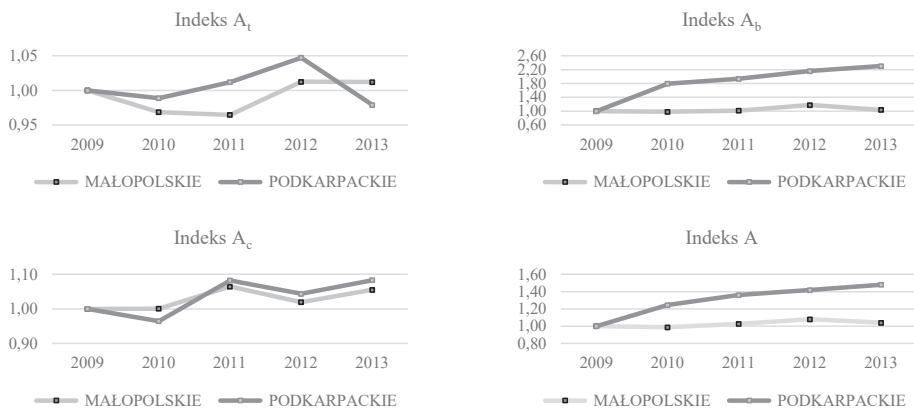 Indeks Aₜ
1,05
1,00
0,95
2009 2010 2011 2012 2013
MAŁOPOLSKIE PODKARPACKIE
Indeks A_b
2,60
2,20
1,80
1,40
1,00
0,60
2009 2010 2011 2012 2013
MAŁOPOLSKIE PODKARPACKIE
Indeks A_c
1,10
1,00
0,90
2009 2010 2011 2012 2013
MAŁOPOLSKIE PODKARPACKIE
Indeks A
1,60
1,40
1,20
1,00
0,80
2009 2010 2011 2012 2013
MAŁOPOLSKIE PODKARPACKIE